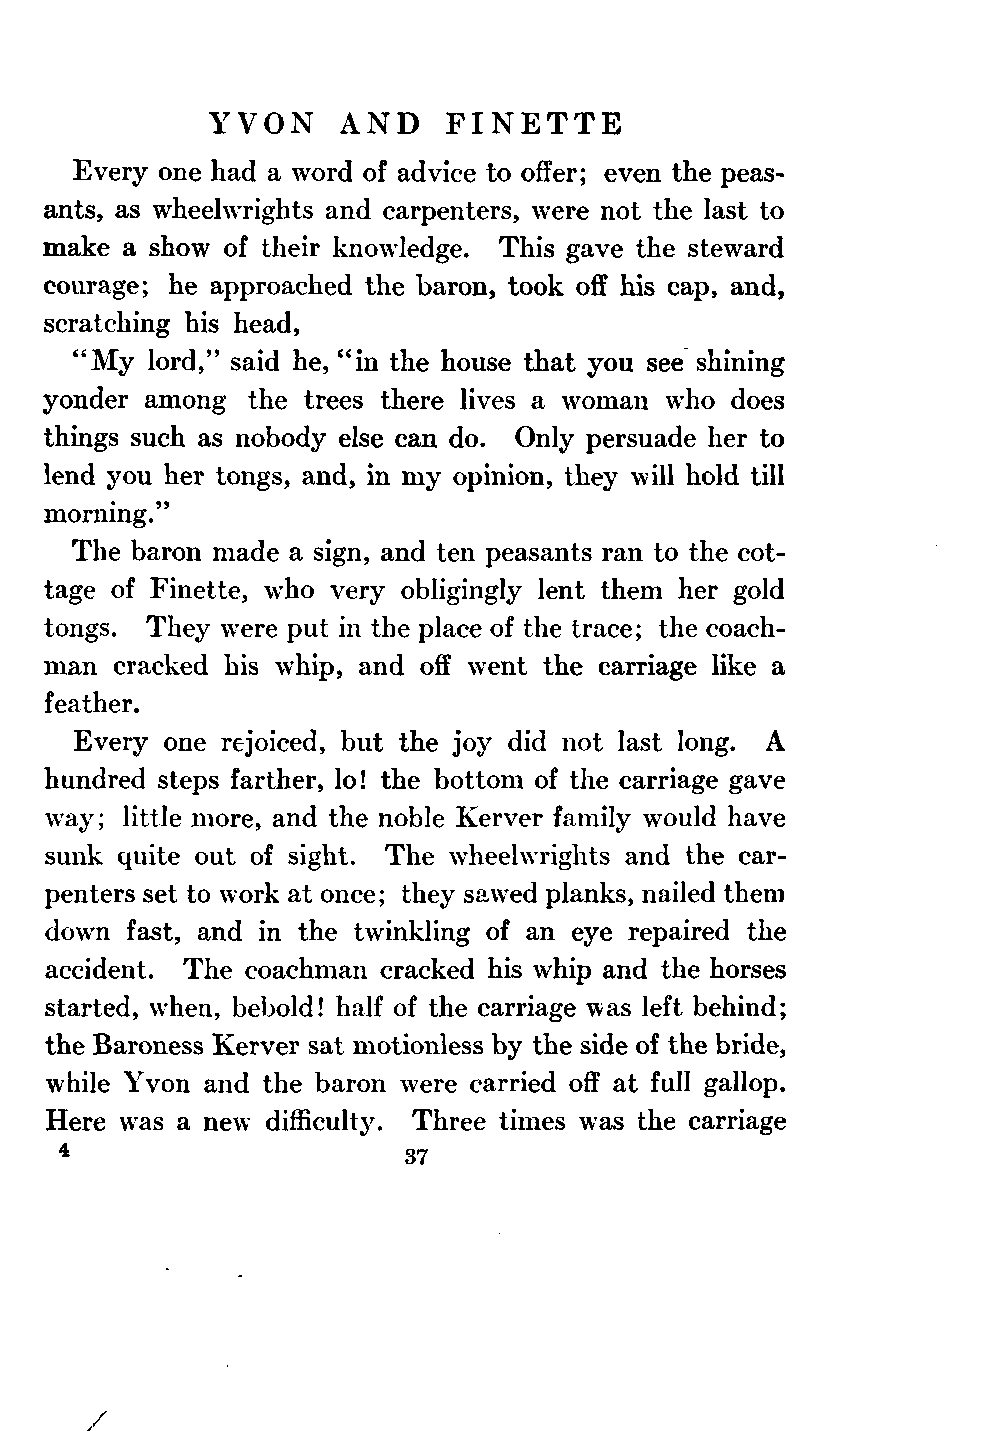 YVON AND FINETTE
Every one had a word of advice to offer; even the peas-
ants, as wheelwrights and carpenters, were not the last to
make a show of their knowledge. This gave the steward
courage; he approached the baron, took off his cap, and,
scratching his head,
“My lord,” said he, “in the house that you see shining
yonder among the trees there lives a woman who does
things such as nobody else can do. Only persuade her to
lend you her tongs, and, in my opinion, they will hold till
morning.”
The baron made a sign, and ten peasants ran to the cot-
tage of Finette, who very obligingly lent them her gold
tongs. They were put in the place of the trace; the coach-
man cracked his whip, and off went the carriage like a
feather.
Every one rejoiced, but the joy did not last long. A
hundred steps farther, lo! the bottom of the carriage gave
way; little more, and the noble Kerver family would have
sunk quite out of sight. The wheelwrights and the car-
penters set to work at once; they sawed planks, nailed them
down fast, and in the twinkling of an eye repaired the
accident. The coachman cracked his whip and the horses
started, when, behold! half of the carriage was left behind;
the Baroness Kerver sat motionless by the side of the bride,
while Yvon and the baron were carried off at full gallop.
Here was a new difficulty. Three times was the carriage
4 37